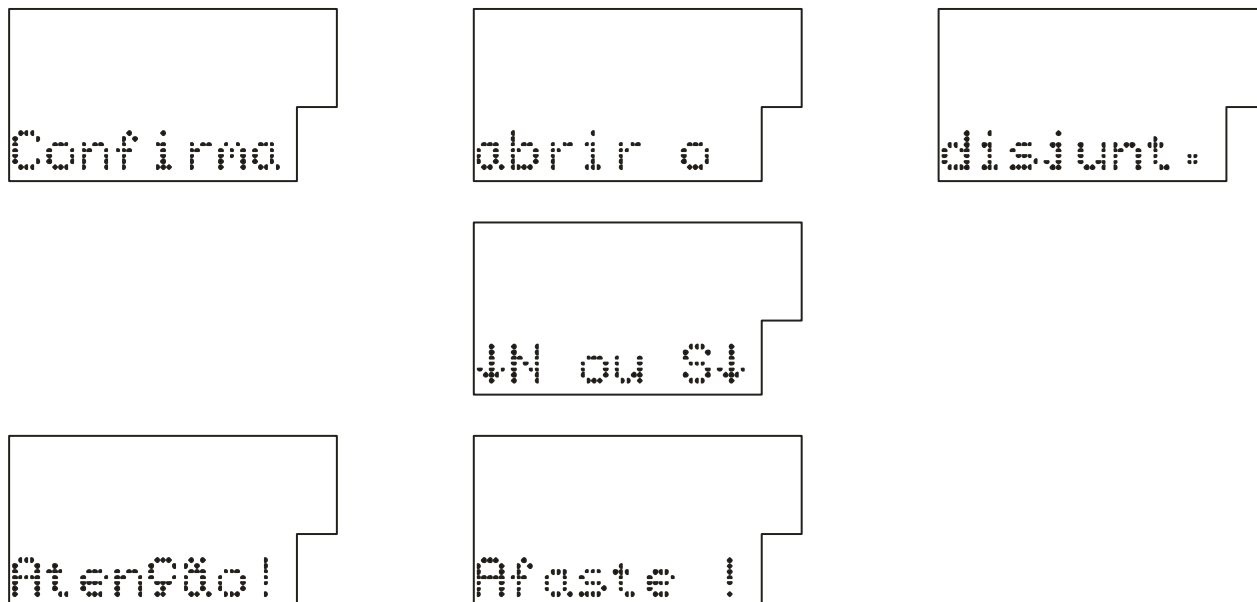 Confirma
abrir o
disjunt.
↓N ou S↓
Atenção!
Afaste !